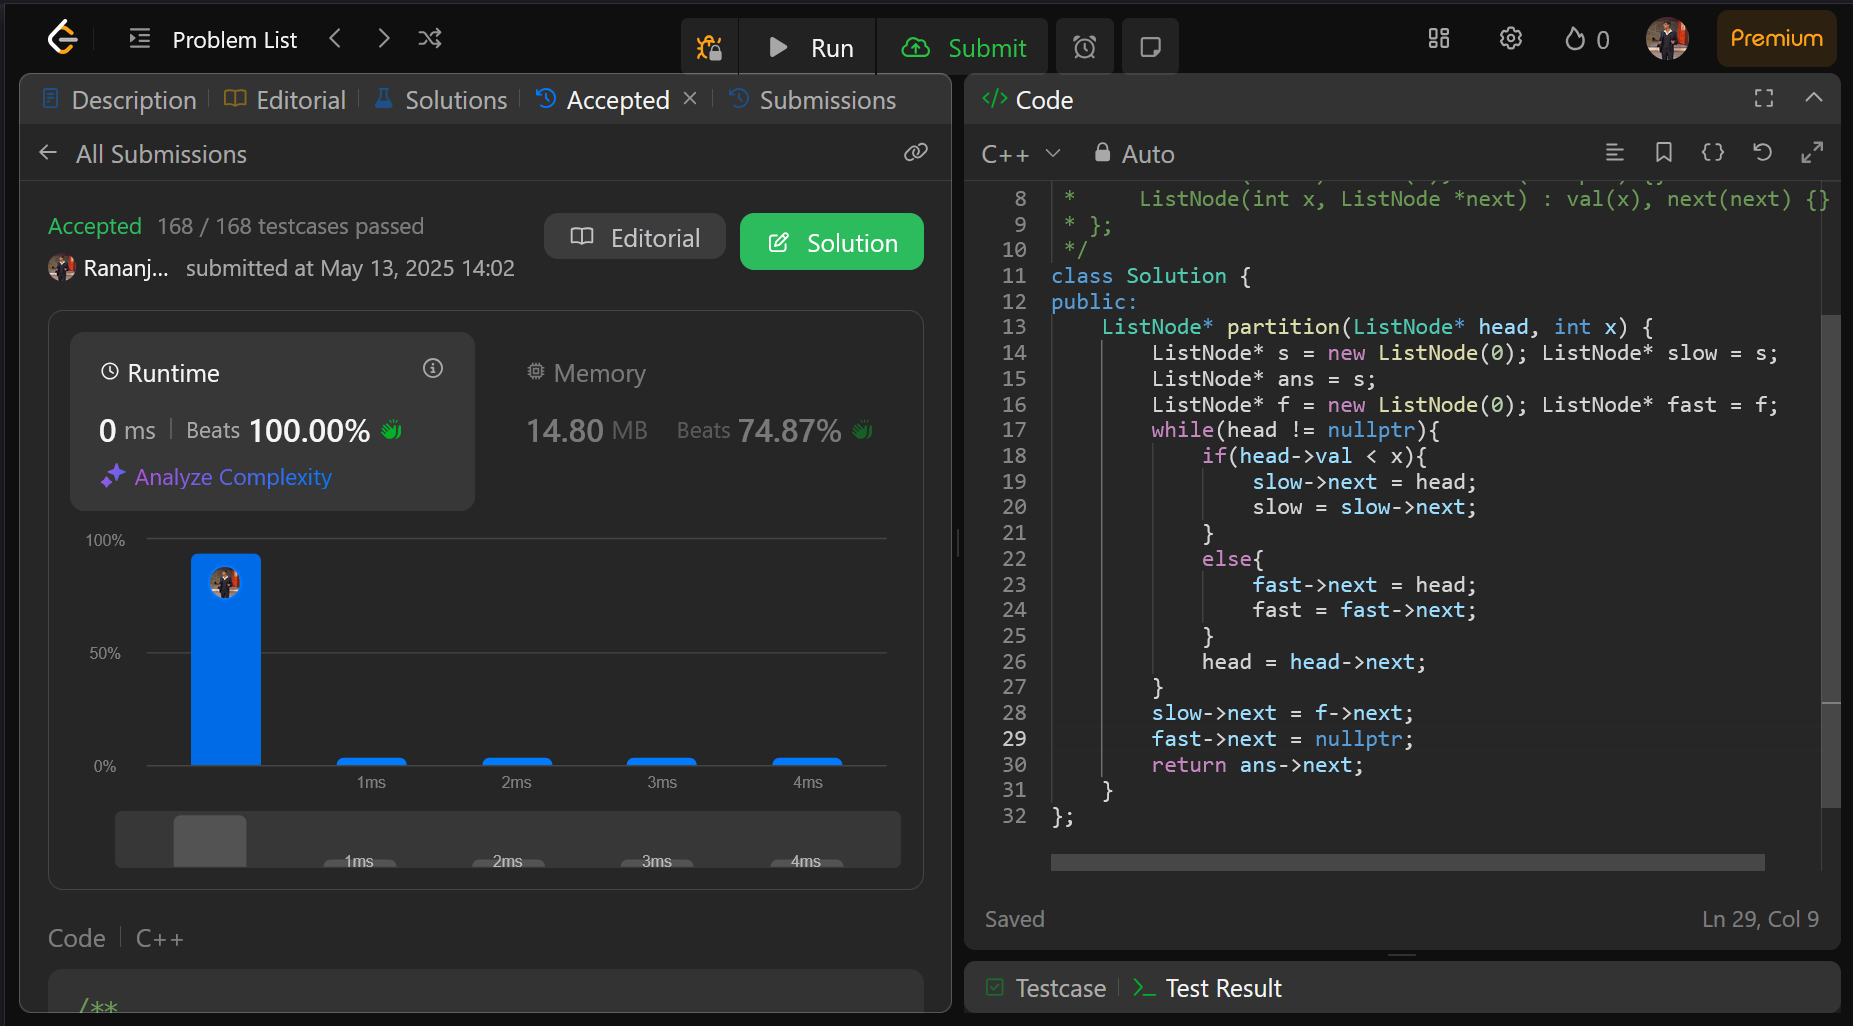 Problem List
Run
Submit
0
Premium
Description
Editorial
Solutions
Accepted
Submissions
All Submissions
Accepted 168 / 168 testcases passed
Rananj... submitted at May 13, 2025 14:02
Editorial
Solution
Runtime
0 ms Beats 100.00%
Analyze Complexity
Memory
14.80 MB Beats 74.87%
100%
50%
0%
1ms 2ms 3ms 4ms
1ms 2ms 3ms 4ms
Code C++
/**
</> Code
C++ Auto
8 *     ListNode(int x, ListNode *next) : val(x), next(next) {}
9 * };
10 */
11 class Solution {
12 public:
13     ListNode* partition(ListNode* head, int x) {
14         ListNode* s = new ListNode(0); ListNode* slow = s;
15         ListNode* ans = s;
16         ListNode* f = new ListNode(0); ListNode* fast = f;
17         while(head != nullptr){
18             if(head->val < x){
19                 slow->next = head;
20                 slow = slow->next;
21             }
22             else{
23                 fast->next = head;
24                 fast = fast->next;
25             }
26             head = head->next;
27         }
28         slow->next = f->next;
29         fast->next = nullptr;
30         return ans->next;
31     }
32 };
Saved
Ln 29, Col 9
Testcase
Test Result